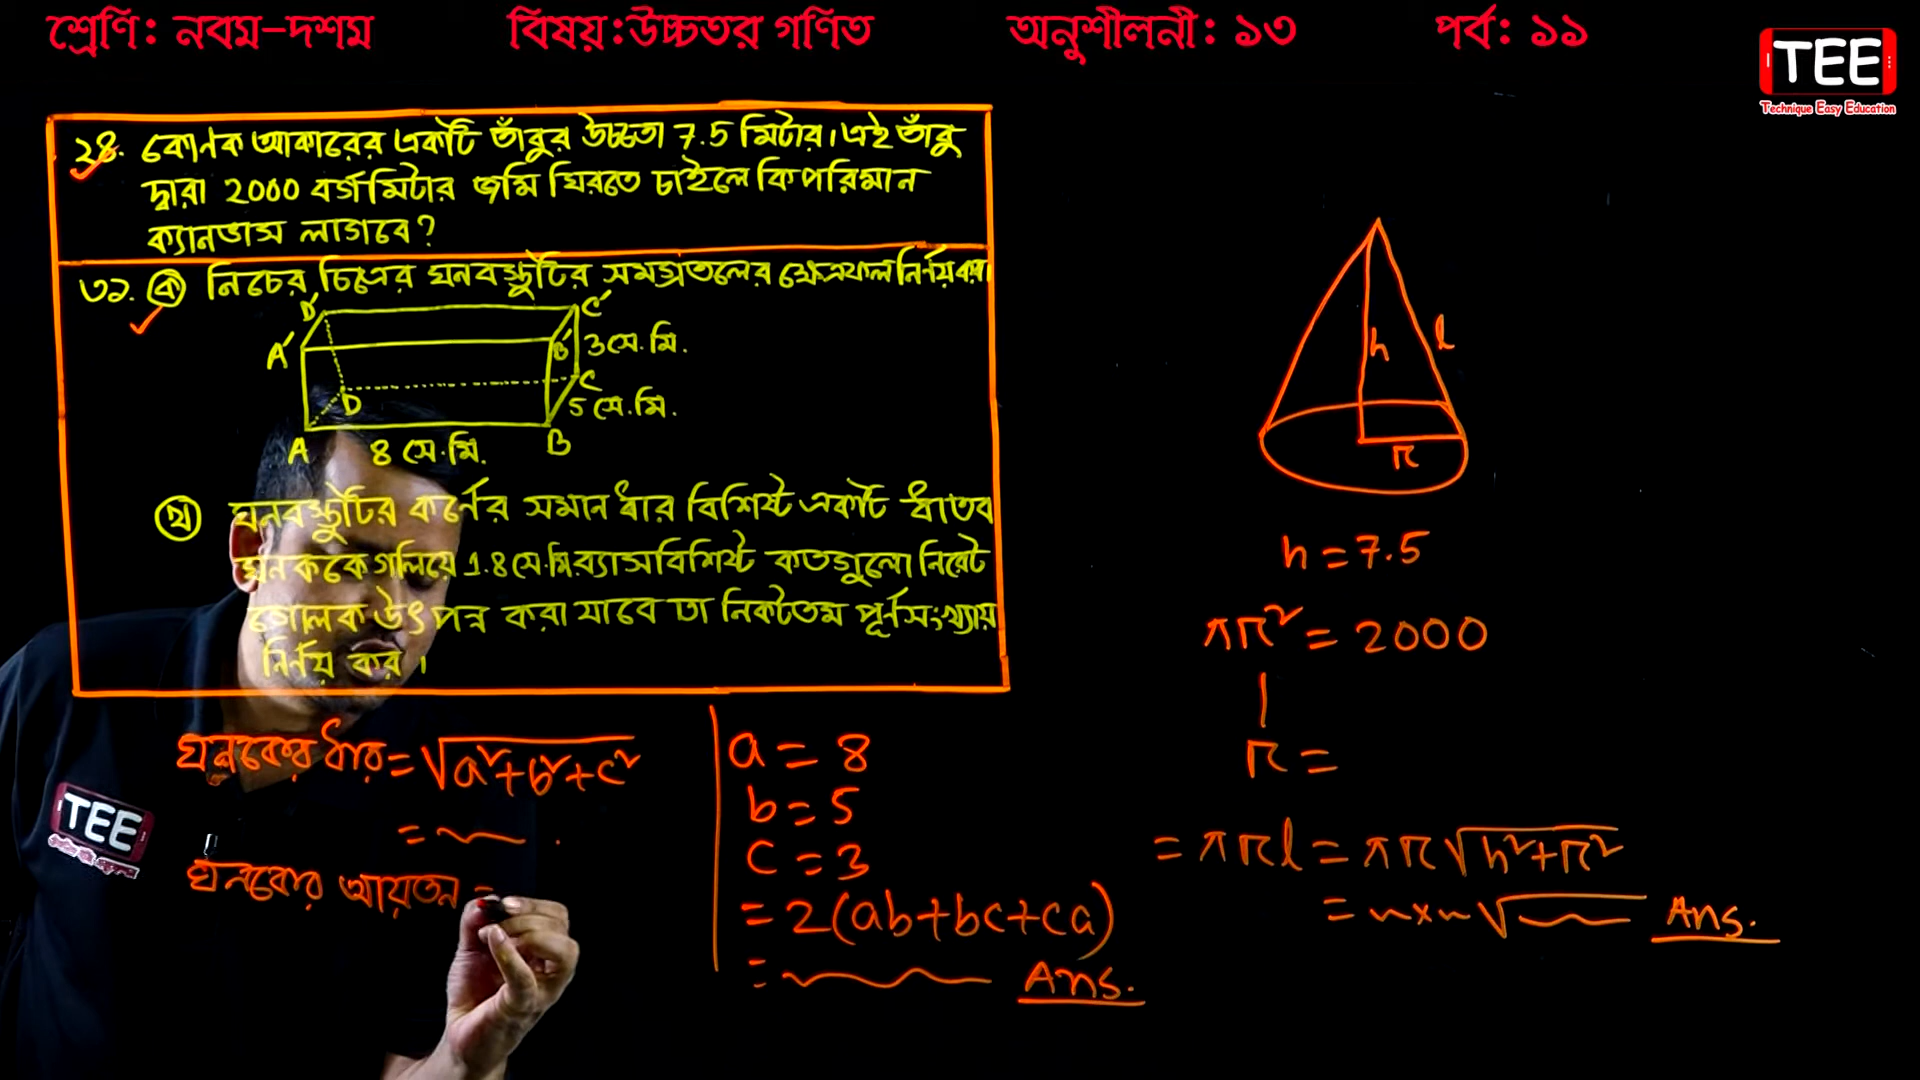 শ্রেণি: নবম-দশম বিষয়:উচ্চতর গণিত অনুশীলনী: ১৩ পর্ব: ১১
TEE
Technique Easy Education
২৪. কোণক আকারের একটি তাঁবুর উচ্চতা 7.5 মিটার। এই তাঁবু
দ্বারা 2000 বর্গমিটার জমি ঘিরতে চাইলে কি পরিমান
ক্যানভাস লাগবে?
৩১. ক নিচের চিত্রের ঘনবস্তুটির সমগ্রতলের ক্ষেত্রফল নির্ণয় কর।
D′ C′
A′ B′ 3 সে.মি.
D C
5 সে.মি.
A 8 সে.মি. B
খ ঘনবস্তুটির কর্ণের সমান ধার বিশিষ্ট একটি ধাতব
ঘনককে গলিয়ে 1.8 সে.মি. ব্যাসবিশিষ্ট কতগুলো নিরেট
গোলক উৎপন্ন করা যাবে তা নিকটতম পূর্ণসংখ্যায়
নির্ণয় কর।
h l
r
h = 7.5
πr² = 2000
r =
= πrl = π r√h²+r²
Ans.
ঘনকের ধার = √a²+b²+c²
ঘনকের আয়তন =
a = 8
b = 5
c = 3
= 2(ab+bc+ca)
Ans.
TEE